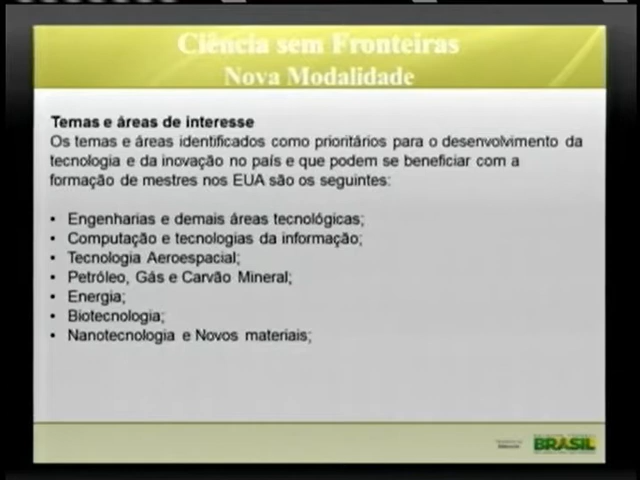 Ciência sem Fronteiras
Nova Modalidade
Temas e áreas de interesse
Os temas e áreas identificados como prioritários para o desenvolvimento da
tecnologia e da inovação no país e que podem se beneficiar com a
formação de mestres nos EUA são os seguintes:
• Engenharias e demais áreas tecnológicas;
• Computação e tecnologias da informação;
• Tecnologia Aeroespacial;
• Petróleo, Gás e Carvão Mineral;
• Energia;
• Biotecnologia;
• Nanotecnologia e Novos materiais;
BRASIL